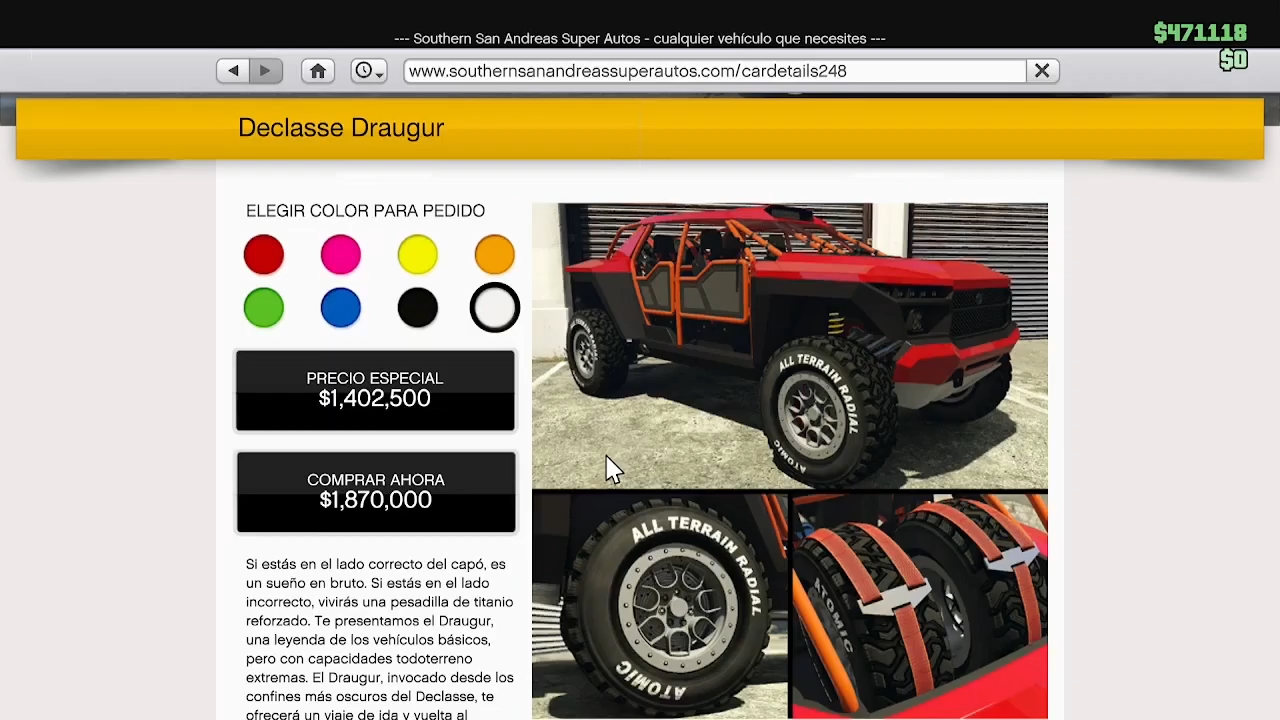 --- Southern San Andreas Super Autos - cualquier vehículo que necesites ---
$471118
$0
www.southernsanandreassuperautos.com/cardetails248
Declasse Draugur
ELEGIR COLOR PARA PEDIDO
PRECIO ESPECIAL
$1,402,500
COMPRAR AHORA
$1,870,000
Si estás en el lado correcto del capó, es
un sueño en bruto. Si estás en el lado
incorrecto, vivirás una pesadilla de titanio
reforzado. Te presentamos el Draugur,
una leyenda de los vehículos básicos,
pero con capacidades todoterreno
extremas. El Draugur, invocado desde los
confines más oscuros del Declasse, te
ofrecerá un viaje de ida y vuelta al
ALL TERRAIN RADIAL
ATOMIC
ALL TERRAIN RADIAL
ATOMIC
ATOMIC